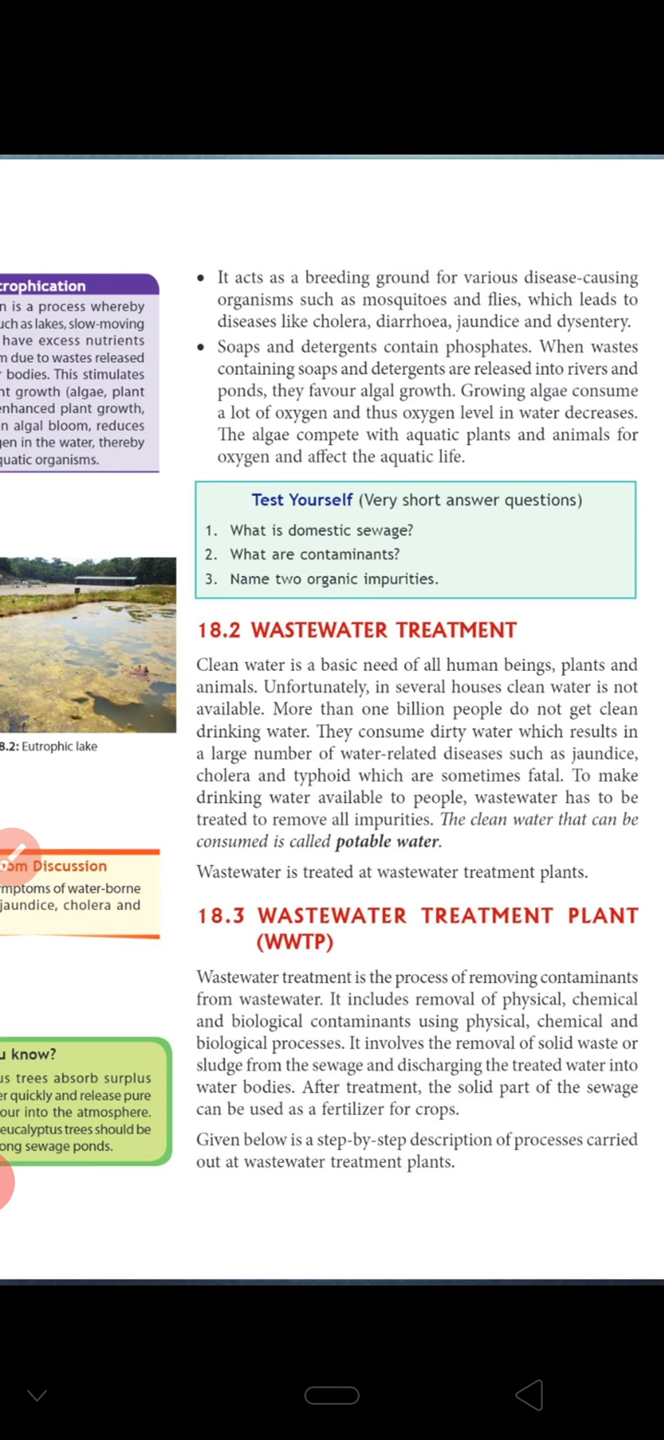 rophication
n is a process whereby
uch as lakes, slow-moving
have excess nutrients
m due to wastes released
bodies. This stimulates
nt growth (algae, plant
enhanced plant growth,
n algal bloom, reduces
gen in the water, thereby
quatic organisms.
8.2: Eutrophic lake
om Discussion
mptoms of water-borne
jaundice, cholera and
u know?
us trees absorb surplus
er quickly and release pure
our into the atmosphere.
eucalyptus trees should be
ong sewage ponds.
• It acts as a breeding ground for various disease-causing
organisms such as mosquitoes and flies, which leads to
diseases like cholera, diarrhoea, jaundice and dysentery.
• Soaps and detergents contain phosphates. When wastes
containing soaps and detergents are released into rivers and
ponds, they favour algal growth. Growing algae consume
a lot of oxygen and thus oxygen level in water decreases.
The algae compete with aquatic plants and animals for
oxygen and affect the aquatic life.
Test Yourself (Very short answer questions)
1. What is domestic sewage?
2. What are contaminants?
3. Name two organic impurities.
18.2 WASTEWATER TREATMENT
Clean water is a basic need of all human beings, plants and
animals. Unfortunately, in several houses clean water is not
available. More than one billion people do not get clean
drinking water. They consume dirty water which results in
a large number of water-related diseases such as jaundice,
cholera and typhoid which are sometimes fatal. To make
drinking water available to people, wastewater has to be
treated to remove all impurities. The clean water that can be
consumed is called potable water.
Wastewater is treated at wastewater treatment plants.
18.3 WASTEWATER TREATMENT PLANT
(WWTP)
Wastewater treatment is the process of removing contaminants
from wastewater. It includes removal of physical, chemical
and biological contaminants using physical, chemical and
biological processes. It involves the removal of solid waste or
sludge from the sewage and discharging the treated water into
water bodies. After treatment, the solid part of the sewage
can be used as a fertilizer for crops.
Given below is a step-by-step description of processes carried
out at wastewater treatment plants.